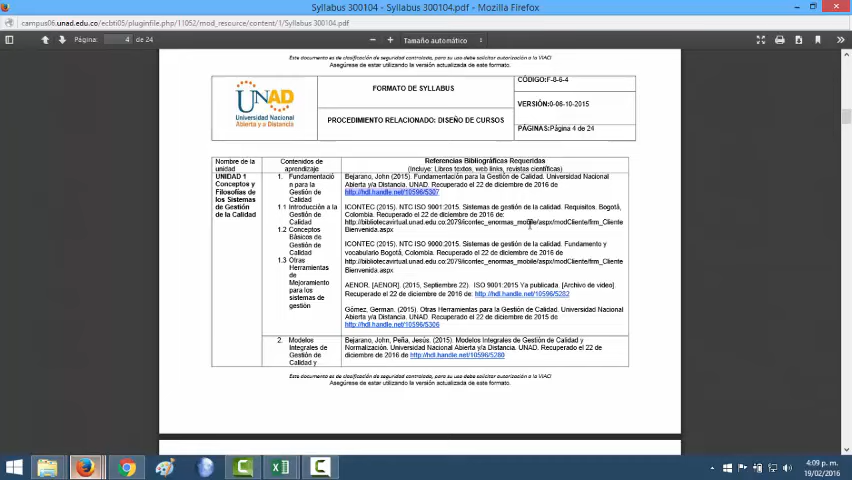 Syllabus 300104 - Syllabus 300104.pdf - Mozilla Firefox
campus06.unad.edu.co/ecbti05/pluginfile.php/11052/mod_resource/content/1/Syllabus 300104.pdf
Página: 4 de 24
Tamaño automático
Este documento es de clasificación de seguridad controlado, para su uso debe solicitar autorización a la VIACI
Asegúrese de estar utilizando la versión actualizada de este formato.
UNAD
Universidad Nacional
Abierta y a Distancia
FORMATO DE SYLLABUS
PROCEDIMIENTO RELACIONADO: DISEÑO DE CURSOS
CÓDIGO:F-8-6-4
VERSIÓN:0-06-10-2015
PÁGINAS:Página 4 de 24
Nombre de la
unidad
Contenidos de
aprendizaje
Referencias Bibliográficas Requeridas
(Incluye: Libros textos, web links, revistas científicas)
UNIDAD 1
Conceptos y
Filosofías de
los Sistemas
de Gestión
de la Calidad
1. Fundamentació
n para la
Gestión de
Calidad
1.1 Introducción a la
Gestión de
Calidad
1.2 Conceptos
Básicos de
Gestión de
Calidad
1.3 Otras
Herramientas
de
Mejoramiento
para los
sistemas de
gestión
Bejarano, John (2015). Fundamentación para la Gestión de Calidad. Universidad Nacional
Abierta y/a Distancia. UNAD. Recuperado el 22 de diciembre 2016 de
http://hdl.handle.net/10596/5307
ICONTEC (2015). NTC ISO 9001:2015. Sistemas de gestión de la calidad. Requisitos. Bogotá,
Colombia. Recuperado el 22 de diciembre 2016 de:
http://bibliotecavirtual.unad.edu.co:2079/icontec_enormas_mobile/aspx/modCliente/frm_Cliente
Bienvenida.aspx
ICONTEC (2015). NTC ISO 9000:2015. Sistemas de gestión de la calidad. Fundamento y
vocabulario Bogotá, Colombia. Recuperado el 22 de diciembre 2016 de:
http://bibliotecavirtual.unad.edu.co:2079/icontec_enormas_mobile/aspx/modCliente/frm_Cliente
Bienvenida.aspx
AENOR. [AENOR]. (2015, Septiembre 22). ISO 9001:2015 Ya publicada. [Archivo de video].
Recuperado el 22 de diciembre 2016 de: http://hdl.handle.net/10596/5282
Gómez, German. (2015). Otras Herramientas para la Gestión de Calidad. Universidad Nacional
Abierta y/a Distancia. UNAD. Recuperado el 22 de diciembre 2015 de
http://hdl.handle.net/10596/5306
2. Modelos
Integrales de
Gestión de
Calidad y
Bejarano, John, Peña, Jesús. (2015). Modelos Integrales de Gestión de Calidad y
Normalización. Universidad Nacional Abierta y/a Distancia. UNAD. Recuperado el 22 de
diciembre de 2016 de http://hdl.handle.net/10596/5280
Este documento es de clasificación de seguridad controlado, para su uso debe solicitar autorización a la VIACI
Asegúrese de estar utilizando la versión actualizada de este formato.
4:09 p. m.
19/02/2016